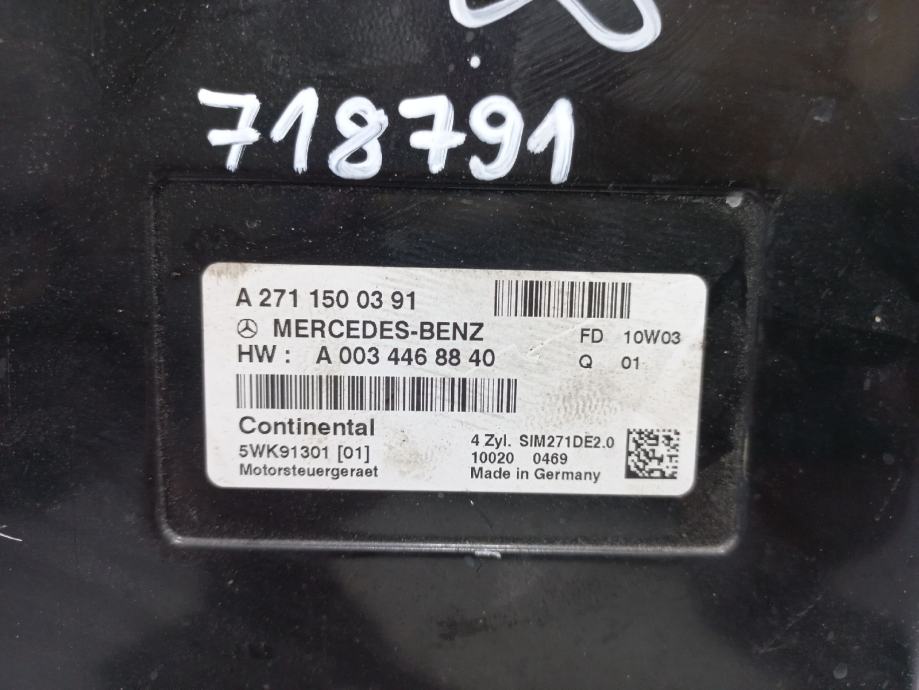 718791
A 271 150 03 91
MERCEDES-BENZ
FD 10W03
HW : A 003 446 88 40
Q 01
Continental
5WK91301 [01]
4 Zyl. SIM271DE2.0
10020 0469
Motorsteuergeraet
Made in Germany